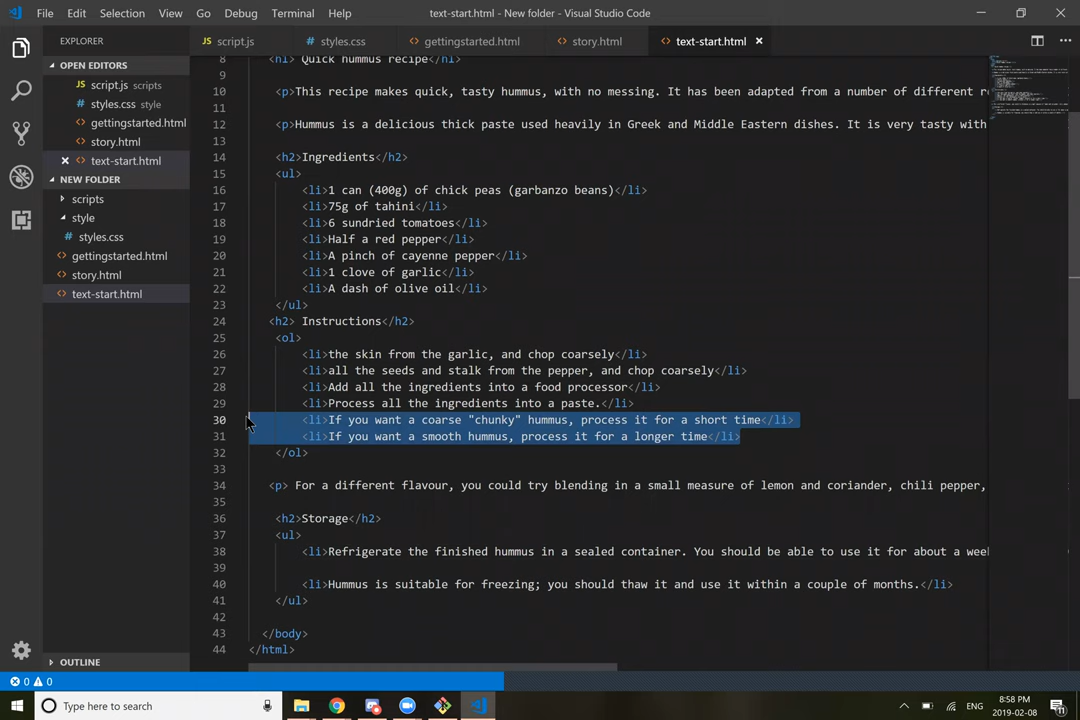 File Edit Selection View Go Debug Terminal Help text-start.html - New folder - Visual Studio Code
EXPLORER
script.js styles.css gettingstarted.html story.html text-start.html
OPEN EDITORS
script.js scripts
styles.css style
gettingstarted.html
story.html
text-start.html
NEW FOLDER
scripts
style
styles.css
gettingstarted.html
story.html
text-start.html
OUTLINE
8 <h1> Quick hummus recipe</h1>
9
10 <p>This recipe makes quick, tasty hummus, with no messing. It has been adapted from a number of different
11
12 <p>Hummus is a delicious thick paste used heavily in Greek and Middle Eastern dishes. It is very tasty with
13
14 <h2>Ingredients</h2>
15 <ul>
16 <li>1 can (400g) of chick peas (garbanzo beans)</li>
17 <li>75g of tahini</li>
18 <li>6 sundried tomatoes</li>
19 <li>Half a red pepper</li>
20 <li>A pinch of cayenne pepper</li>
21 <li>1 clove of garlic</li>
22 <li>A dash of olive oil</li>
23 </ul>
24 <h2> Instructions</h2>
25 <ol>
26 <li>the skin from the garlic, and chop coarsely</li>
27 <li>all the seeds and stalk from the pepper, and chop coarsely</li>
28 <li>Add all the ingredients into a food processor</li>
29 <li>Process all the ingredients into a paste.</li>
30 <li>If you want a coarse "chunky" hummus, process it for a short time</li>
31 <li>If you want a smooth hummus, process it for a longer time</li>
32 </ol>
33
34 <p> For a different flavour, you could try blending in a small measure of lemon and coriander, chili pepper,
35
36 <h2>Storage</h2>
37 <ul>
38 <li>Refrigerate the finished hummus in a sealed container. You should be able to use it for about a wee
39
40 <li>Hummus is suitable for freezing; you should thaw it and use it within a couple of months.</li>
41 </ul>
42
43 </body>
44 </html>
0 0
Type here to search
ENG
8:58 PM
2019-02-08